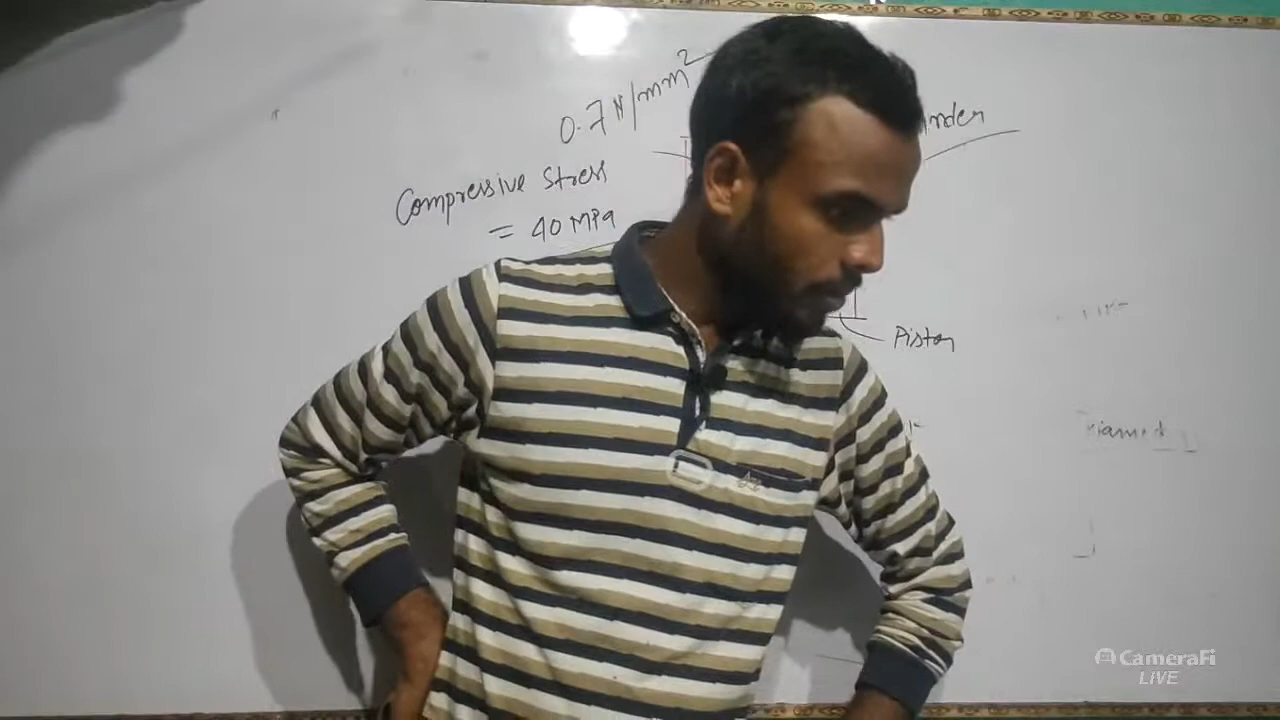 0.7 N/mm²
Compressive Stress
= 40 MPa
Piston
CameraFi
LIVE